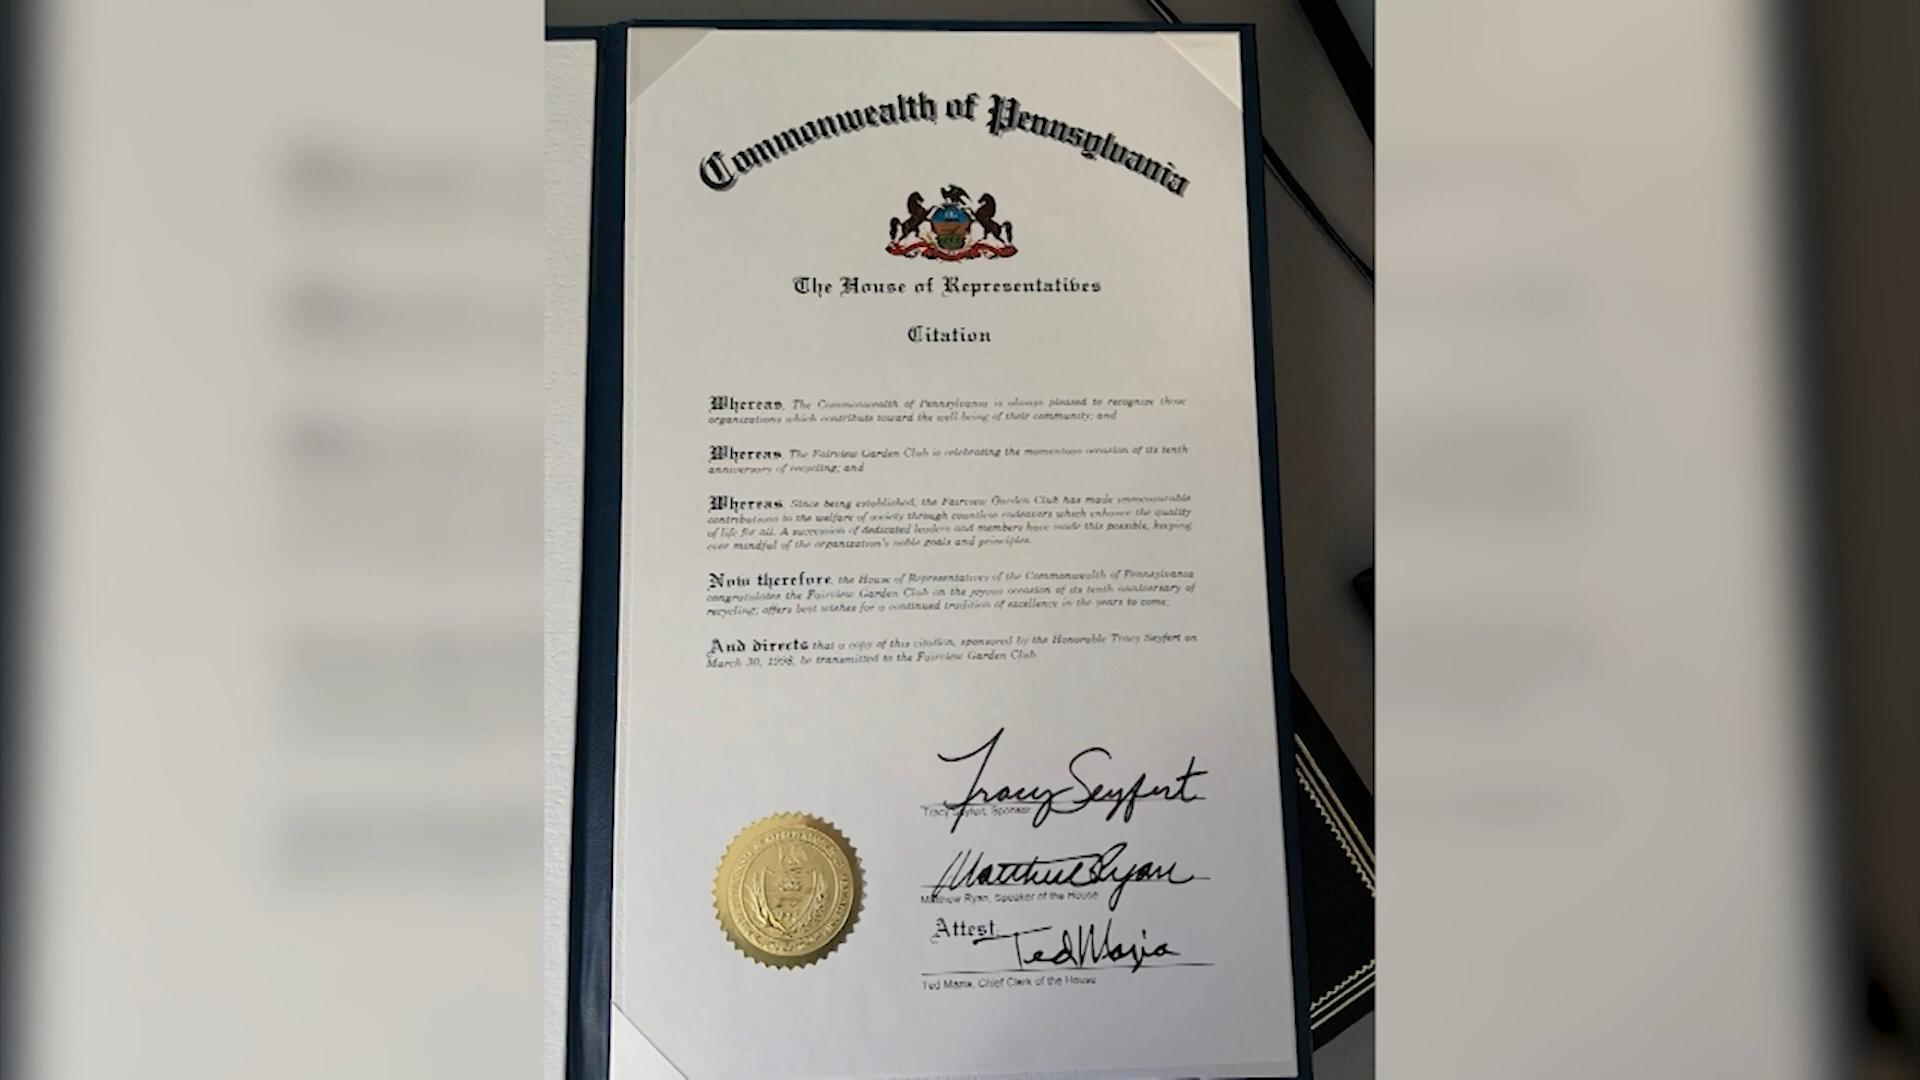 Commonwealth of Pennsylvania
The House of Representatives
Citation
Whereas, The Commonwealth of Pennsylvania is always pleased to recognize those
organizations which contribute toward the well-being of their community; and
Whereas, The Fairview Garden Club is celebrating the momentous occasion of its tenth
anniversary of recycling; and
Whereas, Since being established, the Fairview Garden Club has made immeasurable
contributions to the welfare of society through countless endeavors which enhance the quality
of life for all. A succession of dedicated leaders and members have made this possible, keeping
ever mindful of the organization's noble goals and principles.
Now therefore, the House of Representatives of the Commonwealth of Pennsylvania
congratulates the Fairview Garden Club on the joyous occasion of its tenth anniversary of
recycling; offers best wishes for a continued tradition of excellence in the years to come;
And directs that a copy of this citation, sponsored by the Honorable Tracy Seyfert on
March 30, 1998, be transmitted to the Fairview Garden Club.
Tracy Seyfert
Tracy Seyfert, Sponsor
Matthew Ryan
Matthew Ryan, Speaker of the House
Attest:
Ted Mazia
Ted Mazia, Chief Clerk of the House